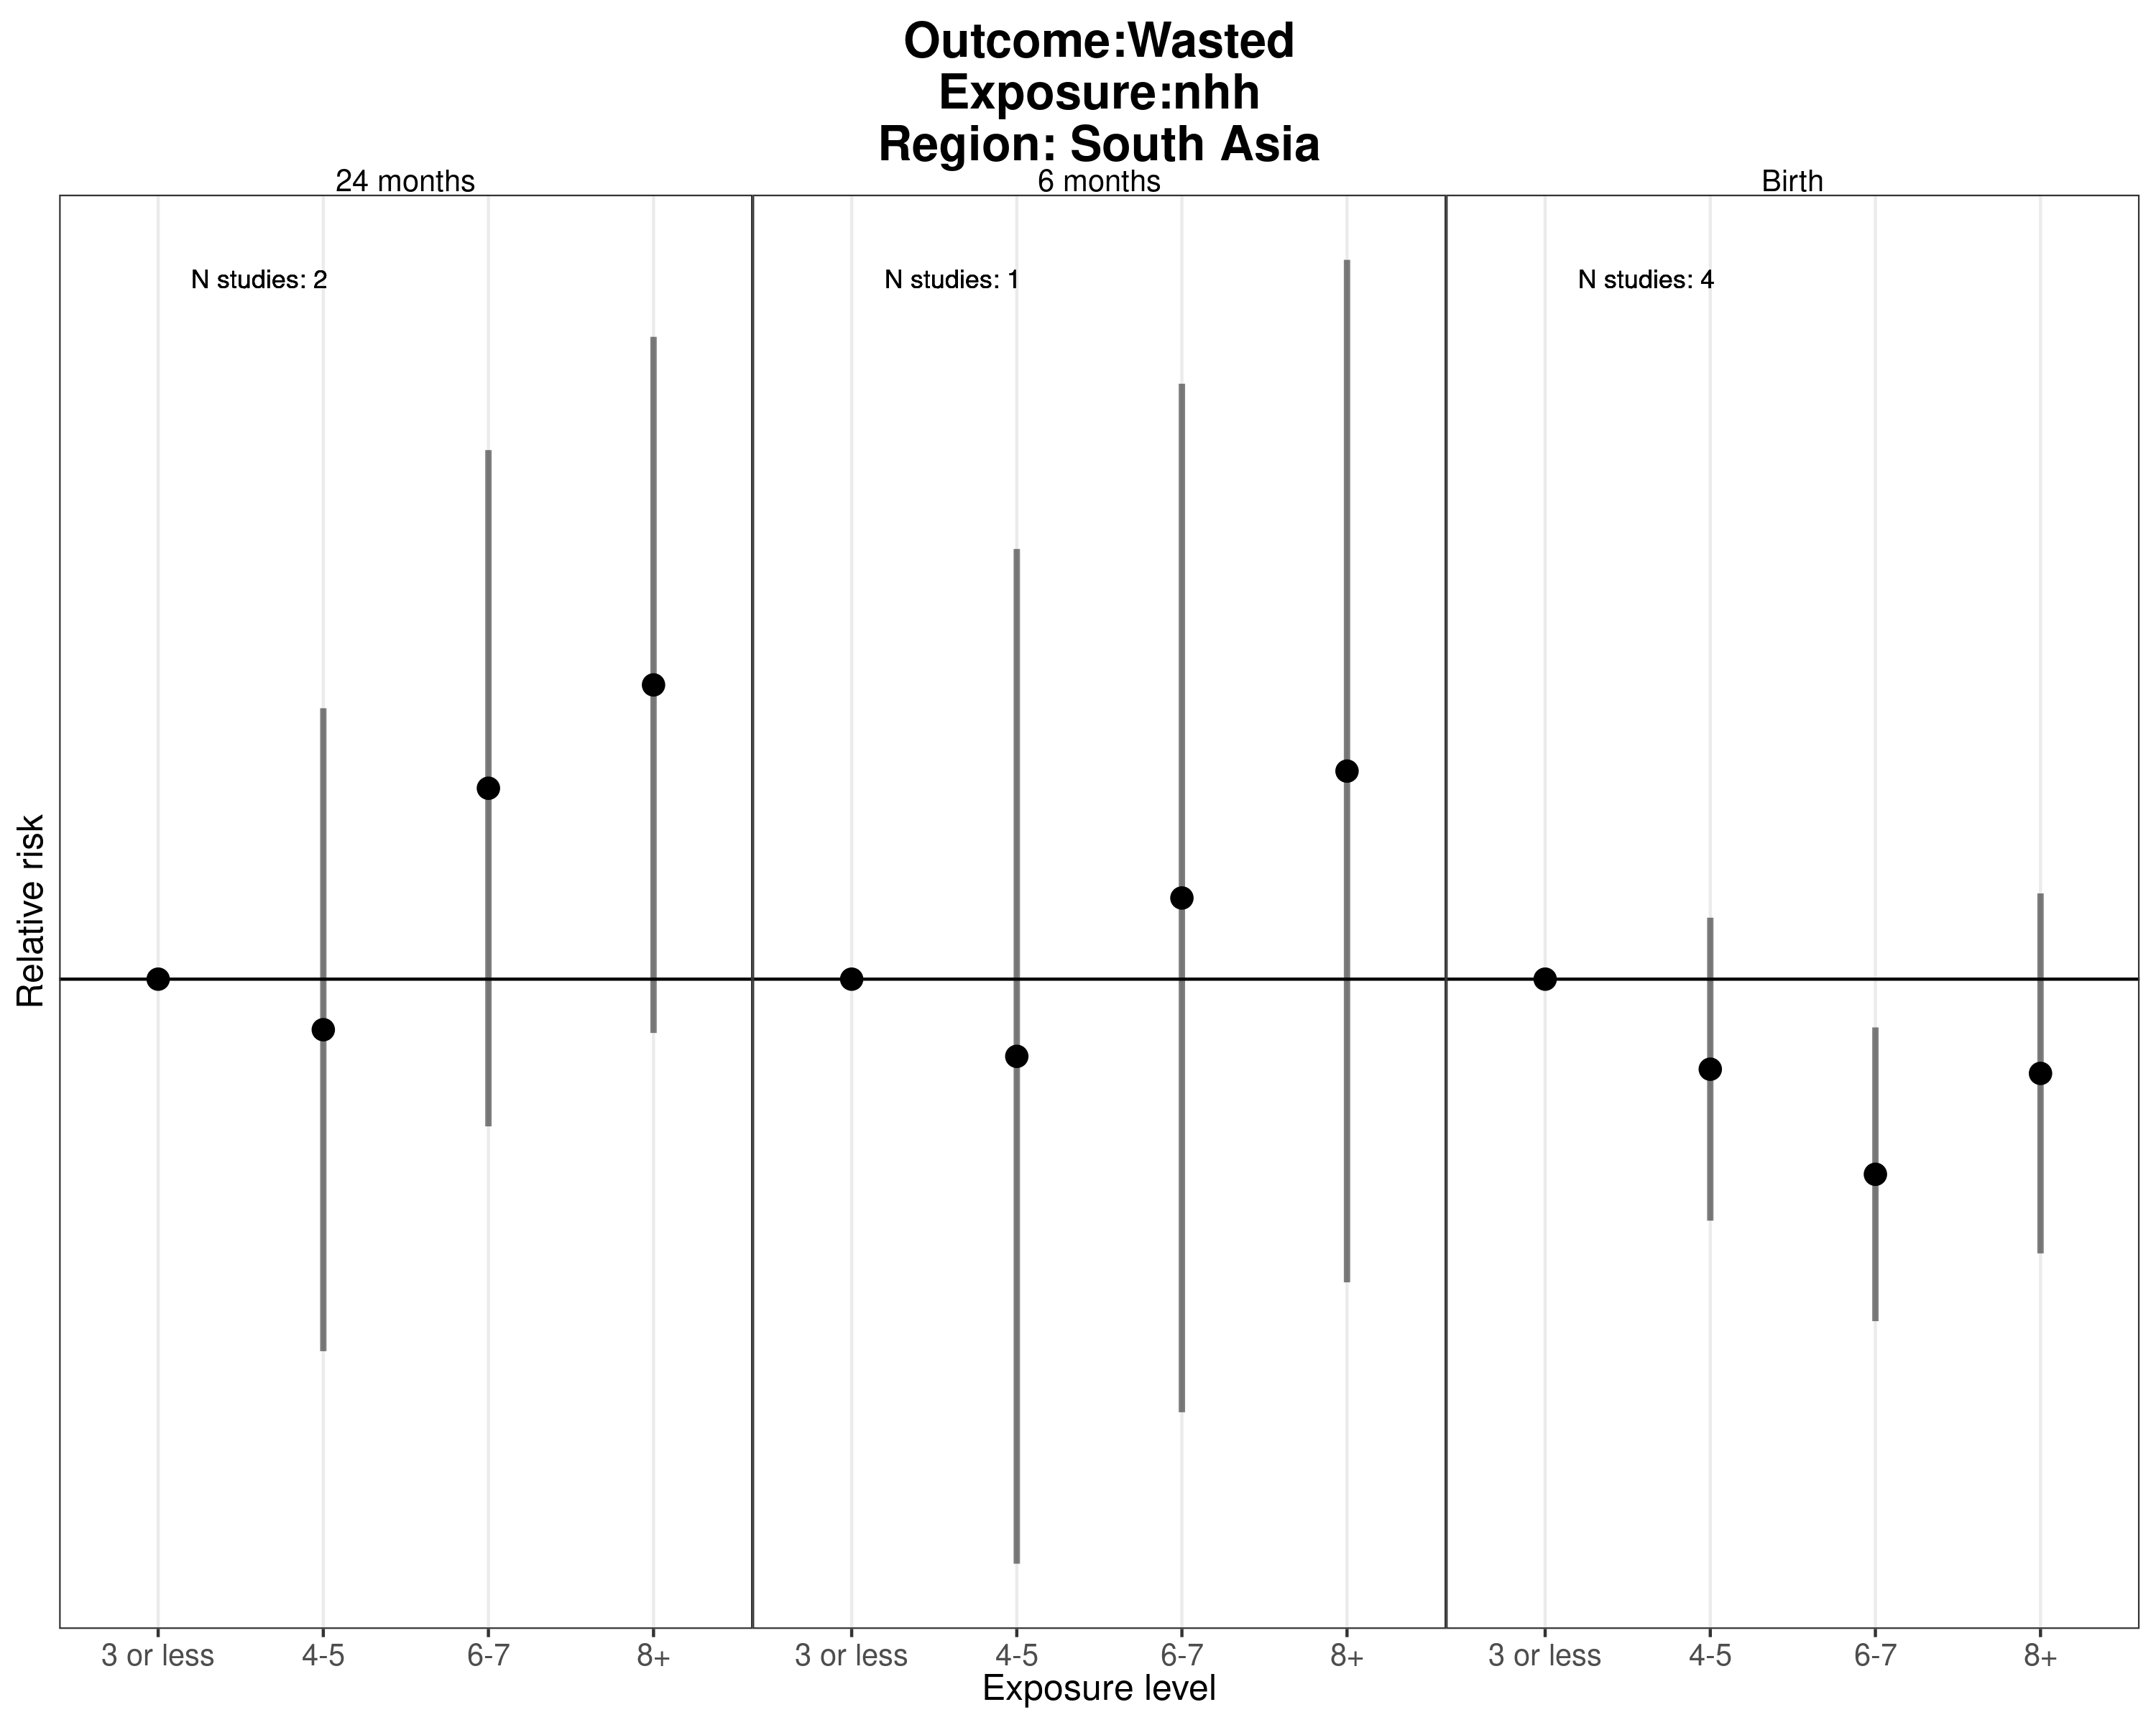 Outcome:Wasted
Exposure:nhh
Region: South Asia
24 months
6 months
Birth
N studies: 2
N studies: 1
N studies: 4
Relative risk
3 or less 4-5 6-7 8+
3 or less 4-5 6-7 8+
3 or less 4-5 6-7 8+
Exposure level